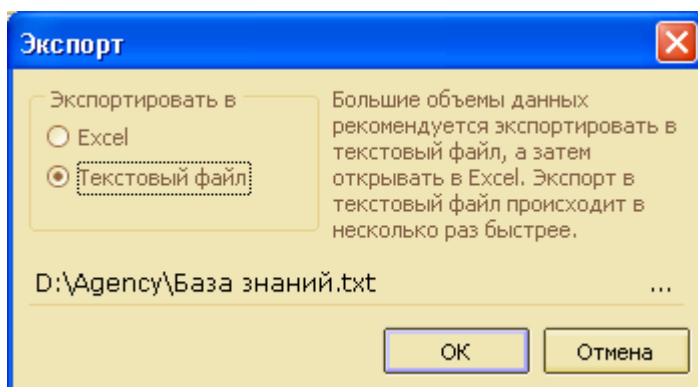 Экспорт
Экспортировать в
Excel
Текстовый файл
Большие объемы данных
рекомендуется экспортировать в
текстовый файл, а затем
открывать в Excel. Экспорт в
текстовый файл происходит в
несколько раз быстрее.
D:\Agency\База знаний.txt
...
ОК
Отмена